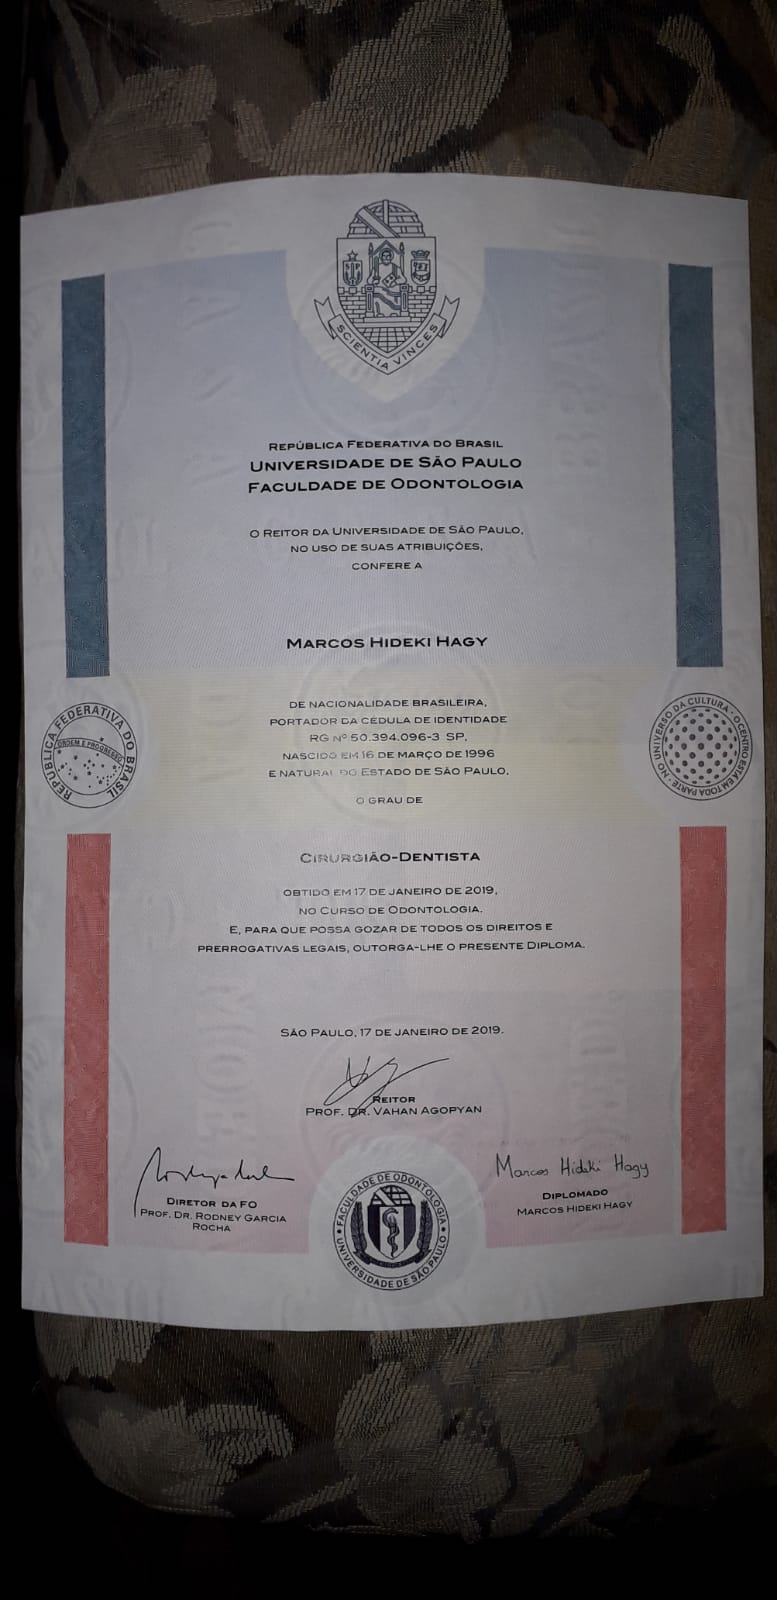 SCIENTIA VINCES
REPÚBLICA FEDERATIVA DO BRASIL
UNIVERSIDADE DE SÃO PAULO
FACULDADE DE ODONTOLOGIA
O REITOR DA UNIVERSIDADE DE SÃO PAULO,
NO USO DE SUAS ATRIBUIÇÕES,
CONFERE A
MARCOS HIDEKI HAGY
DE NACIONALIDADE BRASILEIRA,
PORTADOR DA CÉDULA DE IDENTIDADE
RG Nº 50.394.096-3 SP,
NASCIDO EM 16 DE MARÇO DE 1996
E NATURAL DO ESTADO DE SÃO PAULO,
O GRAU DE
REPÚBLICA FEDERATIVA DO BRASIL
ORDEM E PROGRESSO
NO UNIVERSO DA CULTURA · O CENTRO ESTÁ EM TODA PARTE ·
CIRURGIÃO-DENTISTA
OBTIDO EM 17 DE JANEIRO DE 2019,
NO CURSO DE ODONTOLOGIA.
E, PARA QUE POSSA GOZAR DE TODOS OS DIREITOS E
PRERROGATIVAS LEGAIS, OUTORGA-LHE O PRESENTE DIPLOMA.
SÃO PAULO, 17 DE JANEIRO DE 2019.
REITOR
PROF. DR. VAHAN AGOPYAN
DIRETOR DA FO
PROF. DR. RODNEY GARCIA
ROCHA
FACULDADE DE ODONTOLOGIA
UNIVERSIDADE DE SÃO PAULO
Marcos Hideki Hagy
DIPLOMADO
MARCOS HIDEKI HAGY